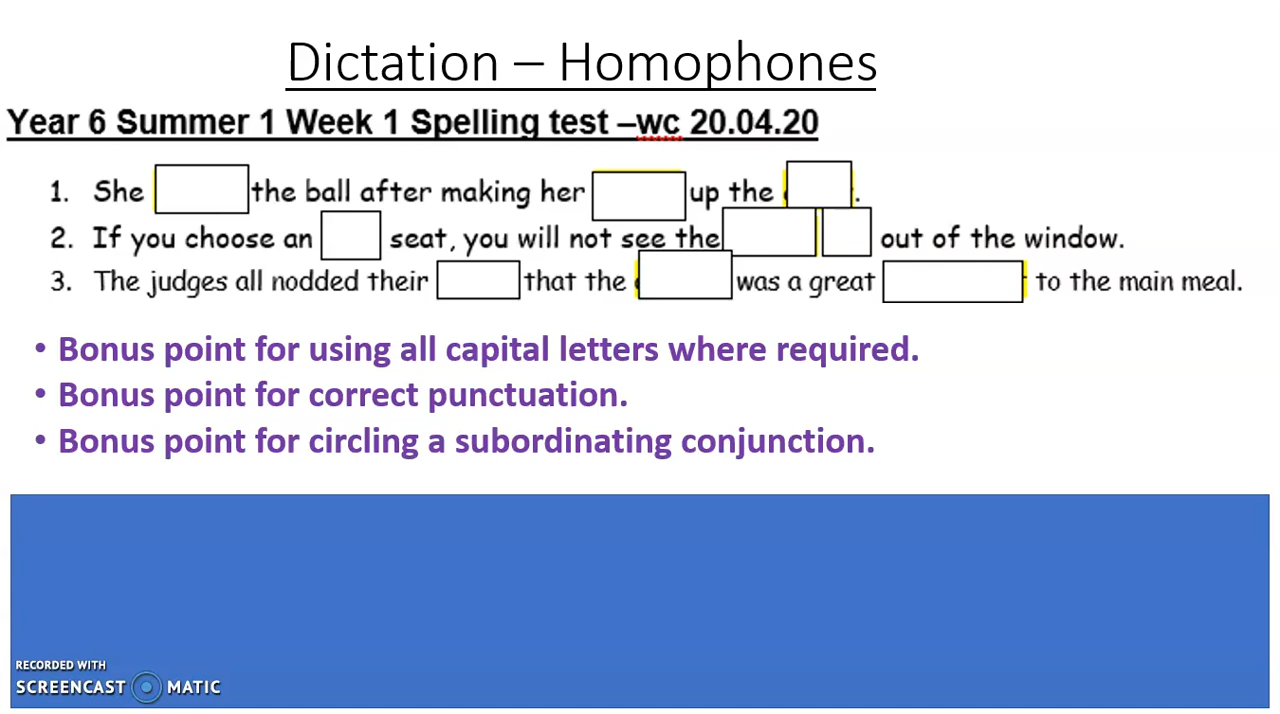 Dictation – Homophones
Year 6 Summer 1 Week 1 Spelling test –wc 20.04.20
1. She the ball after making her up the .
2. If you choose an seat, you will not see the out of the window.
3. The judges all nodded their that the was a great to the main meal.
• Bonus point for using all capital letters where required.
• Bonus point for correct punctuation.
• Bonus point for circling a subordinating conjunction.
RECORDED WITH
SCREENCAST MATIC